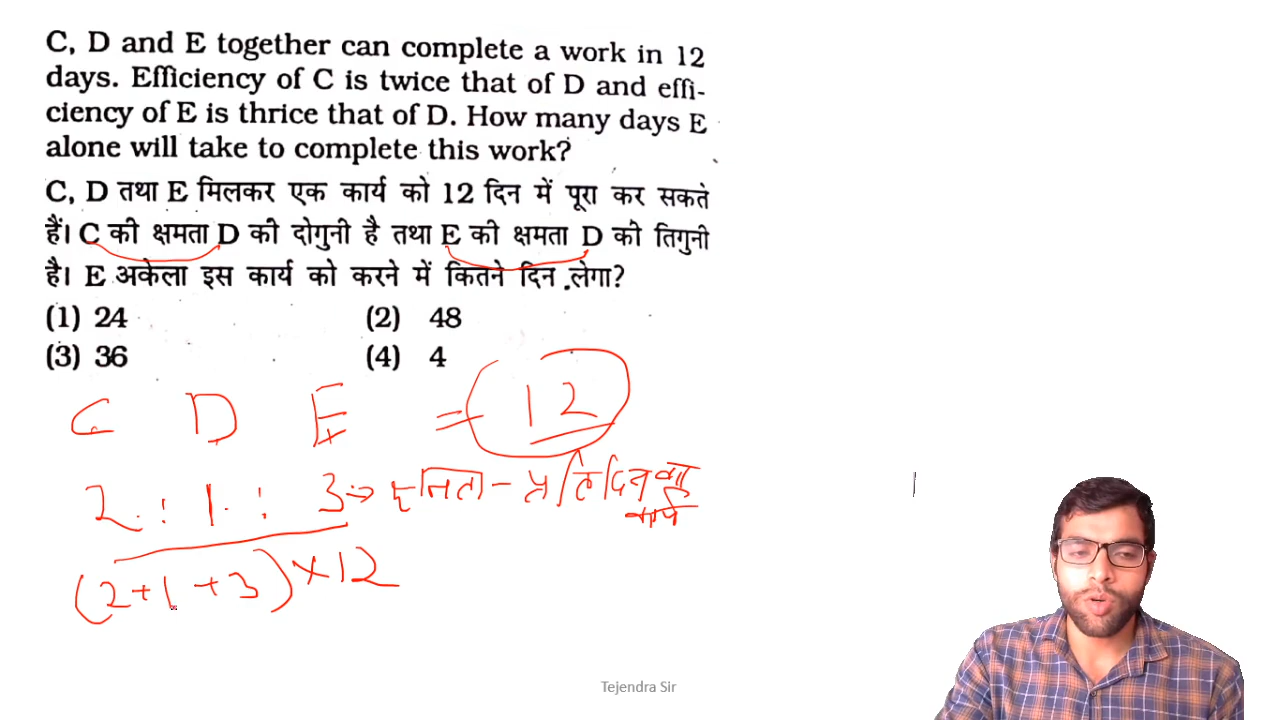 C, D and E together can complete a work in 12
days. Efficiency of C is twice that of D and effi-
ciency of E is thrice that of D. How many days E
alone will take to complete this work?
C, D तथा E मिलकर एक कार्य को 12 दिन में पूरा कर सकते
हैं। C की क्षमता D की दोगुनी है तथा E की क्षमता D की तिगुनी
है। E अकेला इस कार्य को करने में कितने दिन लेगा?
(1) 24 (2) 48
(3) 36 (4) 4
C D E = 12
2 : 1 : 3 → क्षमता - प्रतिदिन का
कार्य
(2+1+3)×12
Tejendra Sir